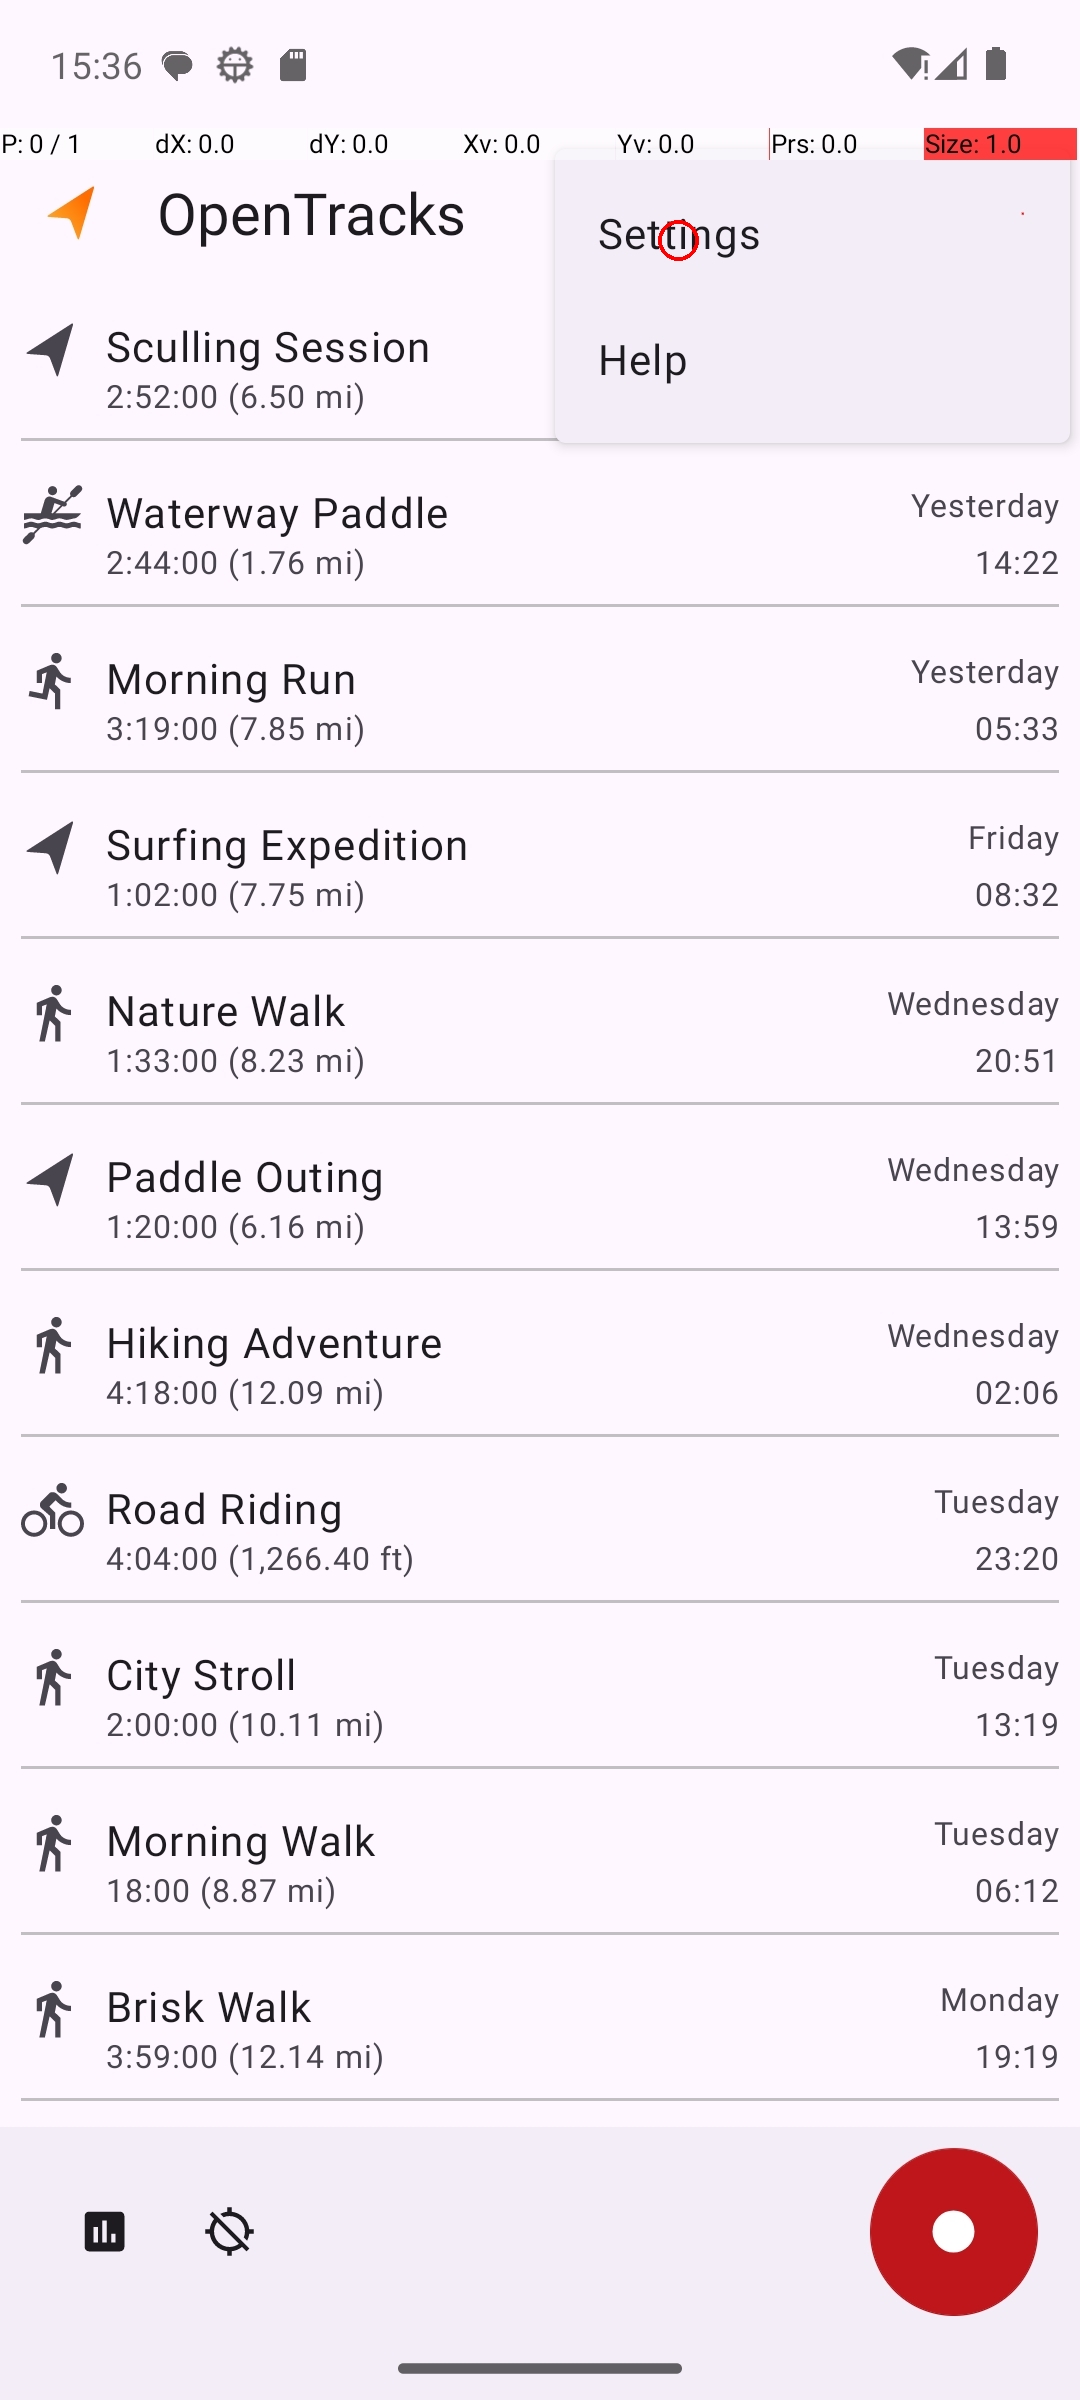 15:36
P: 0 / 1 dX: 0.0 dY: 0.0 Xv: 0.0 Yv: 0.0 Prs: 0.0 Size: 1.0
OpenTracks
Settings
Help
Sculling Session
2:52:00 (6.50 mi)
Waterway Paddle Yesterday
2:44:00 (1.76 mi) 14:22
Morning Run Yesterday
3:19:00 (7.85 mi) 05:33
Surfing Expedition Friday
1:02:00 (7.75 mi) 08:32
Nature Walk Wednesday
1:33:00 (8.23 mi) 20:51
Paddle Outing Wednesday
1:20:00 (6.16 mi) 13:59
Hiking Adventure Wednesday
4:18:00 (12.09 mi) 02:06
Road Riding Tuesday
4:04:00 (1,266.40 ft) 23:20
City Stroll Tuesday
2:00:00 (10.11 mi) 13:19
Morning Walk Tuesday
18:00 (8.87 mi) 06:12
Brisk Walk Monday
3:59:00 (12.14 mi) 19:19